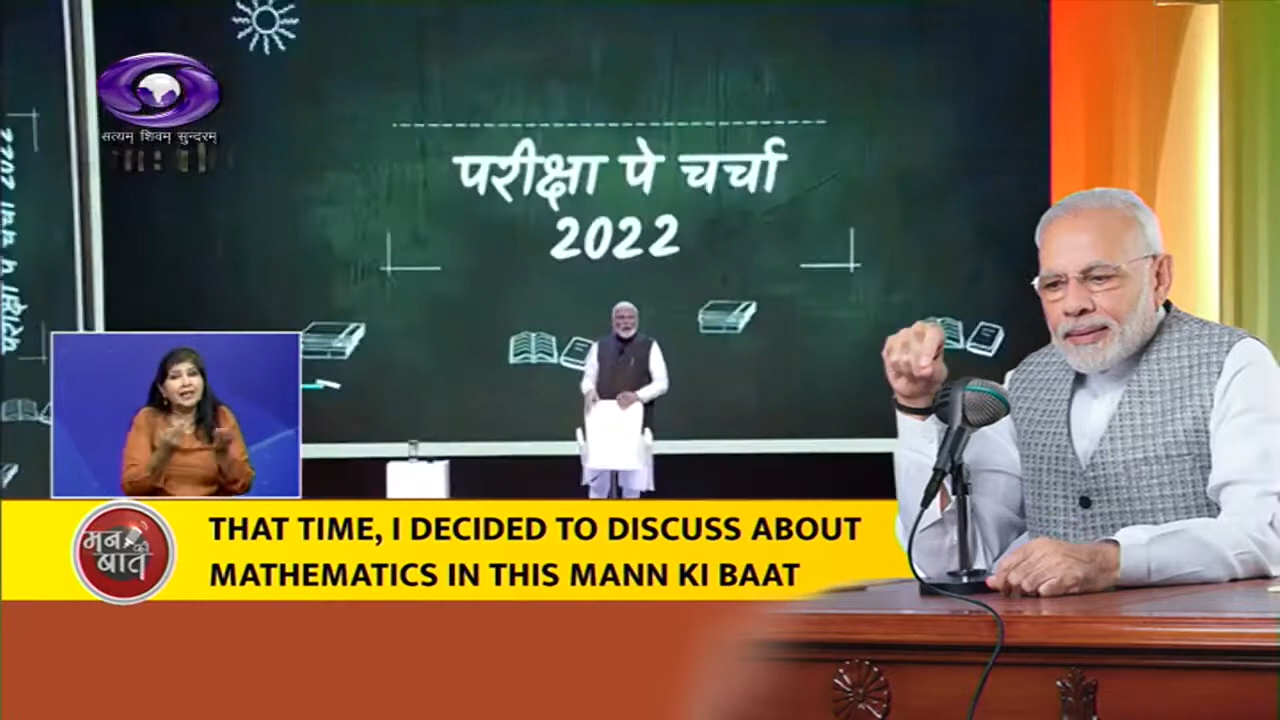 सत्यम् शिवम् सुन्दरम्
परीक्षा पे चर्चा
2022
मन की
बात
THAT TIME, I DECIDED TO DISCUSS ABOUT
MATHEMATICS IN THIS MANN KI BAAT